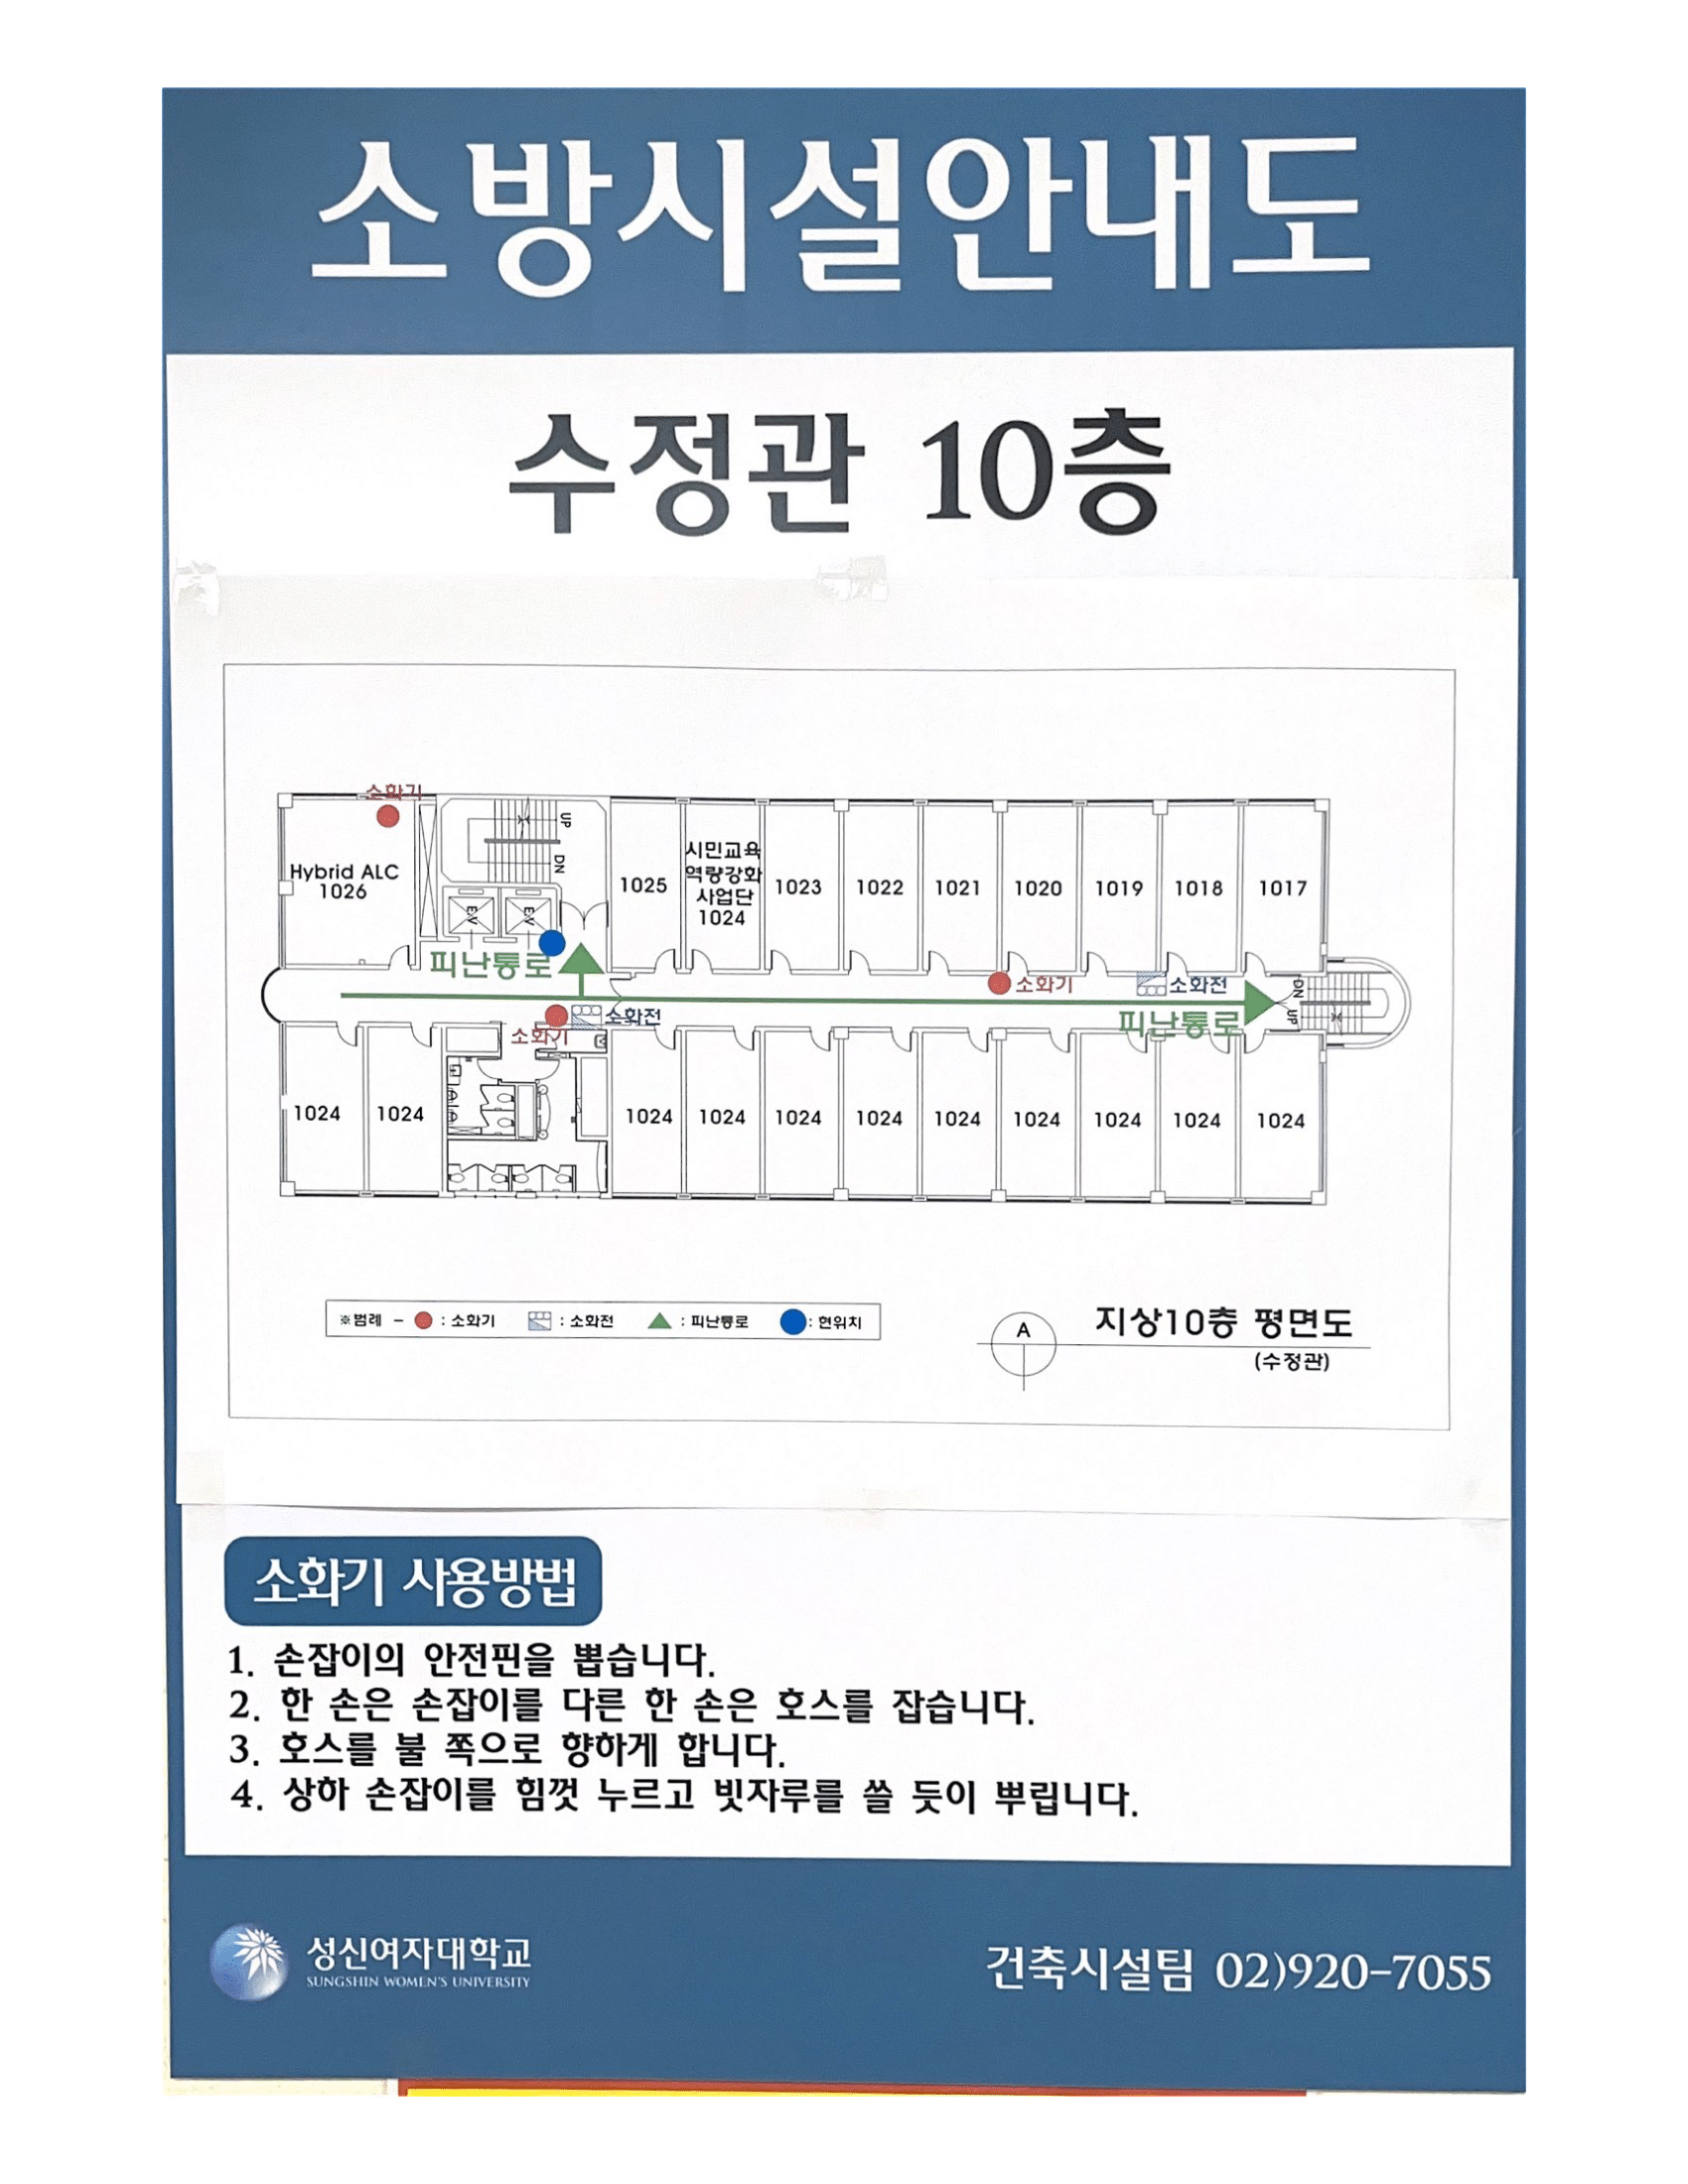 소방시설안내도
수정관 10층
소화기
Hybrid ALC
1026
UP
DN
EV
EV
1025
시민교육
역량강화
사업단
1024
1023
1022
1021
1020
1019
1018
1017
피난통로
소화기
소화전
DN
UP
소화전
소화기
피난통로
1024
1024
1024
1024
1024
1024
1024
1024
1024
1024
1024
※범례 - : 소화기 : 소화전 : 피난통로 : 현위치
A
지상10층 평면도
(수정관)
소화기 사용방법
1. 손잡이의 안전핀을 뽑습니다.
2. 한 손은 손잡이를 다른 한 손은 호스를 잡습니다.
3. 호스를 불 쪽으로 향하게 합니다.
4. 상하 손잡이를 힘껏 누르고 빗자루를 쓸 듯이 뿌립니다.
성신여자대학교
SUNGSHIN WOMEN'S UNIVERSITY
건축시설팀 02)920-7055